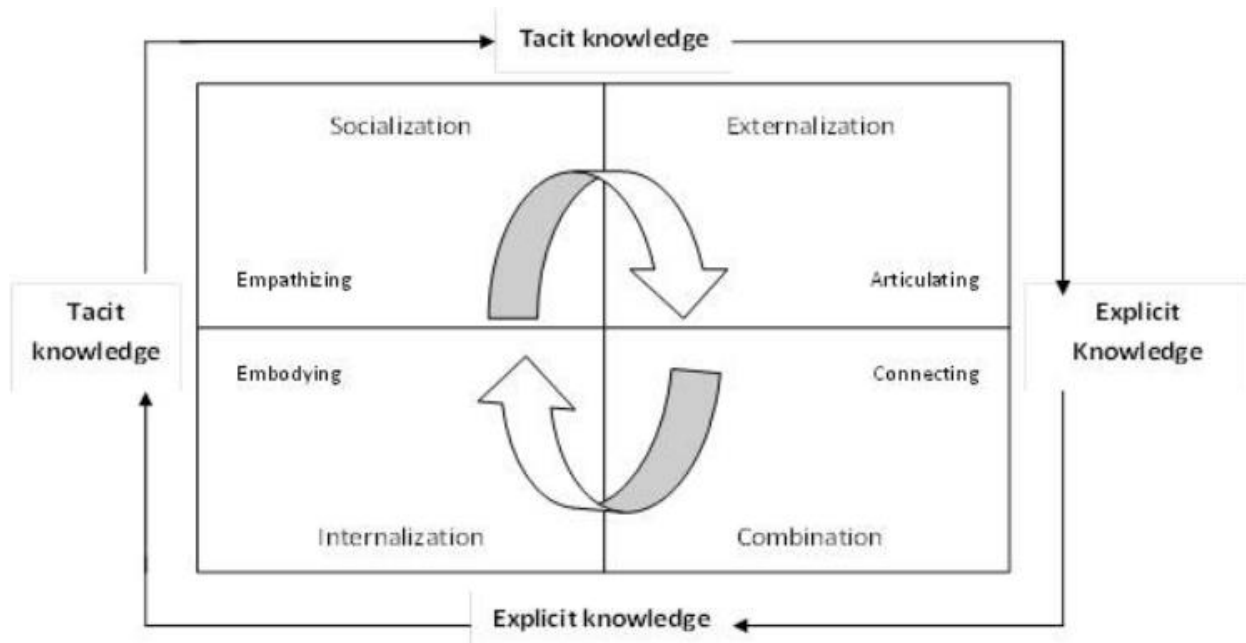 Tacit knowledge
Socialization
Externalization
Empathizing
Articulating
Tacit
knowledge
Explicit
Knowledge
Embodying
Connecting
Internalization
Combination
Explicit knowledge